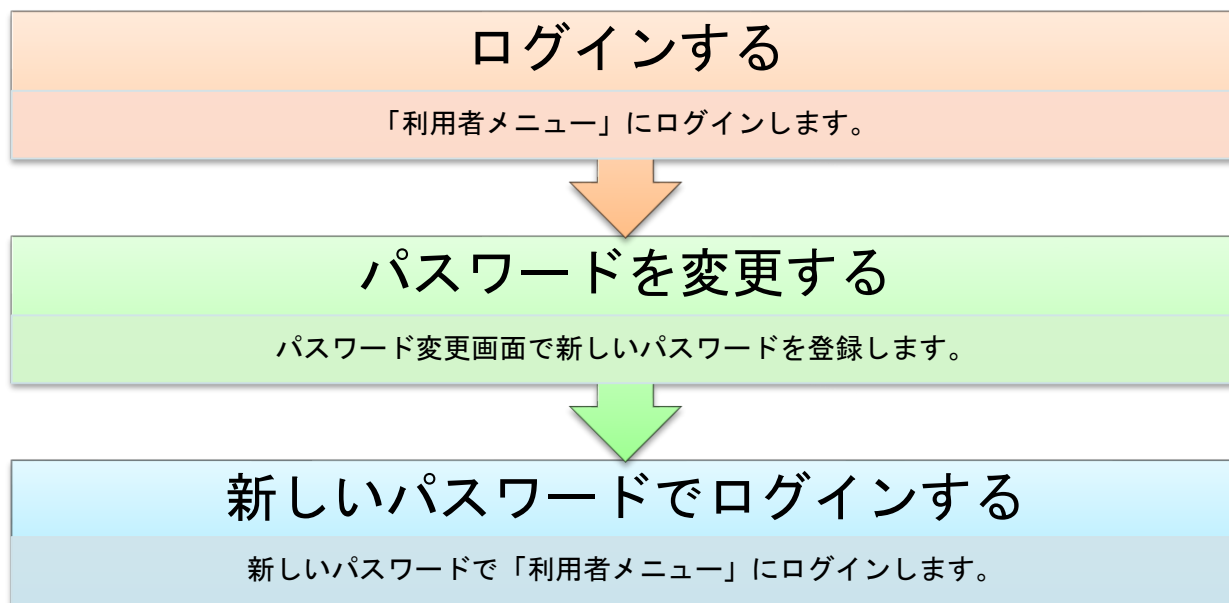 ログインする
「利用者メニュー」にログインします。
パスワードを変更する
パスワード変更画面で新しいパスワードを登録します。
新しいパスワードでログインする
新しいパスワードで「利用者メニュー」にログインします。